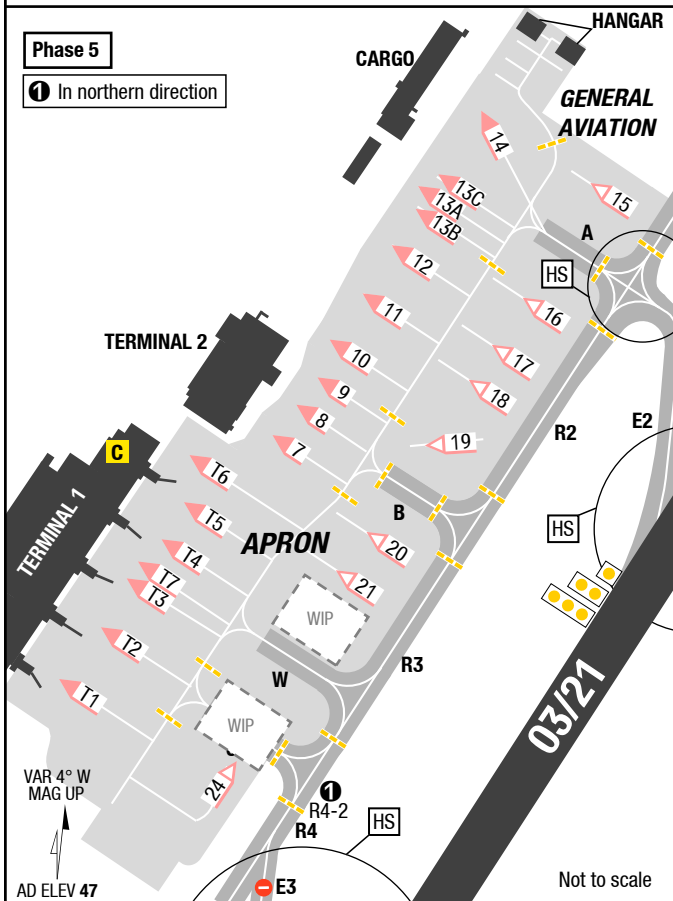 HANGAR
Phase 5
❶ In northern direction
CARGO
GENERAL
AVIATION
14
13C
13A
13B
15
A
HS
12
16
11
TERMINAL 2
17
10
18
9
R2
E2
8
19
7
C
T6
B
HS
TERMINAL 1
T5
APRON
20
T4
21
T7
T3
WIP
T2
W
R3
T1
WIP
03/21
24
VAR 4° W
MAG UP
❶
R4-2
R4
HS
AD ELEV 47
E3
Not to scale